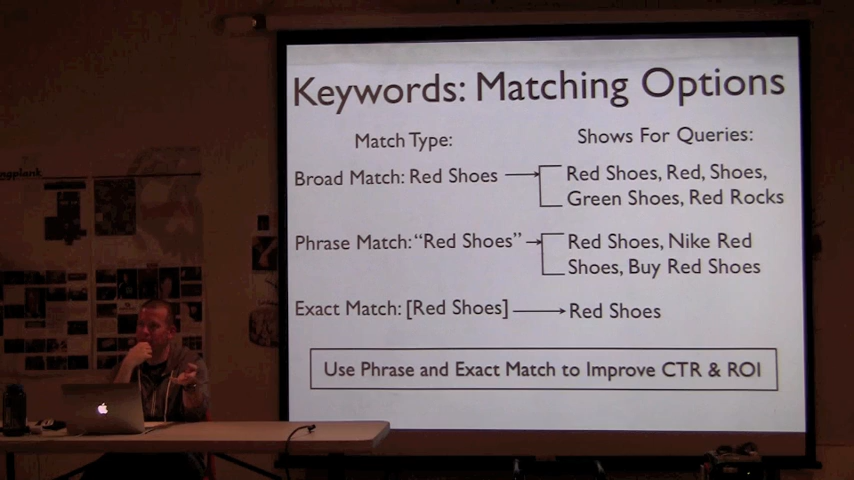 Keywords: Matching Options
Match Type:
Shows For Queries:
Broad Match: Red Shoes
Red Shoes, Red, Shoes,
Green Shoes, Red Rocks
Phrase Match: “Red Shoes”
Red Shoes, Nike Red
Shoes, Buy Red Shoes
Exact Match: [Red Shoes]
Red Shoes
Use Phrase and Exact Match to Improve CTR & ROI